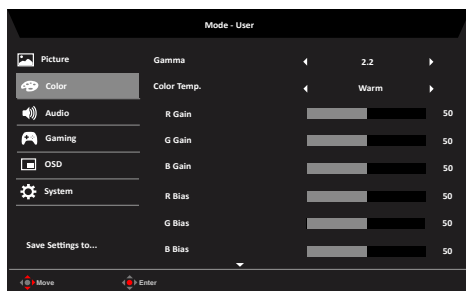 Mode - User
Picture
Color
Audio
Gaming
OSD
System
Save Settings to...
Gamma 2.2
Color Temp. Warm
R Gain 50
G Gain 50
B Gain 50
R Bias 50
G Bias 50
B Bias 50
Move Enter